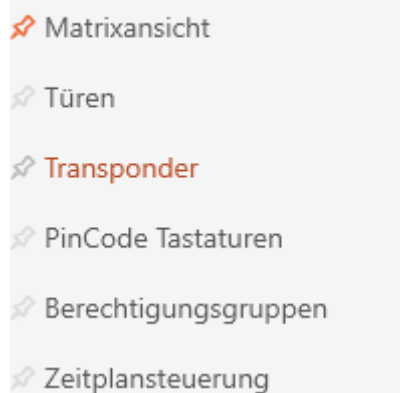 Matrixansicht
Türen
Transponder
PinCode Tastaturen
Berechtigungsgruppen
Zeitplansteuerung